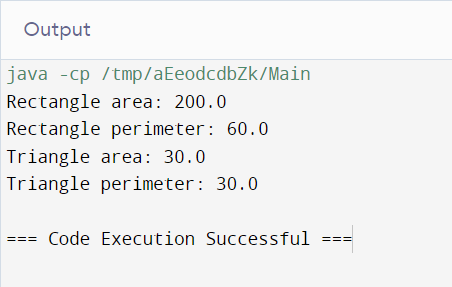 Output
java -cp /tmp/aEeodcdbZk/Main
Rectangle area: 200.0
Rectangle perimeter: 60.0
Triangle area: 30.0
Triangle perimeter: 30.0
=== Code Execution Successful ===